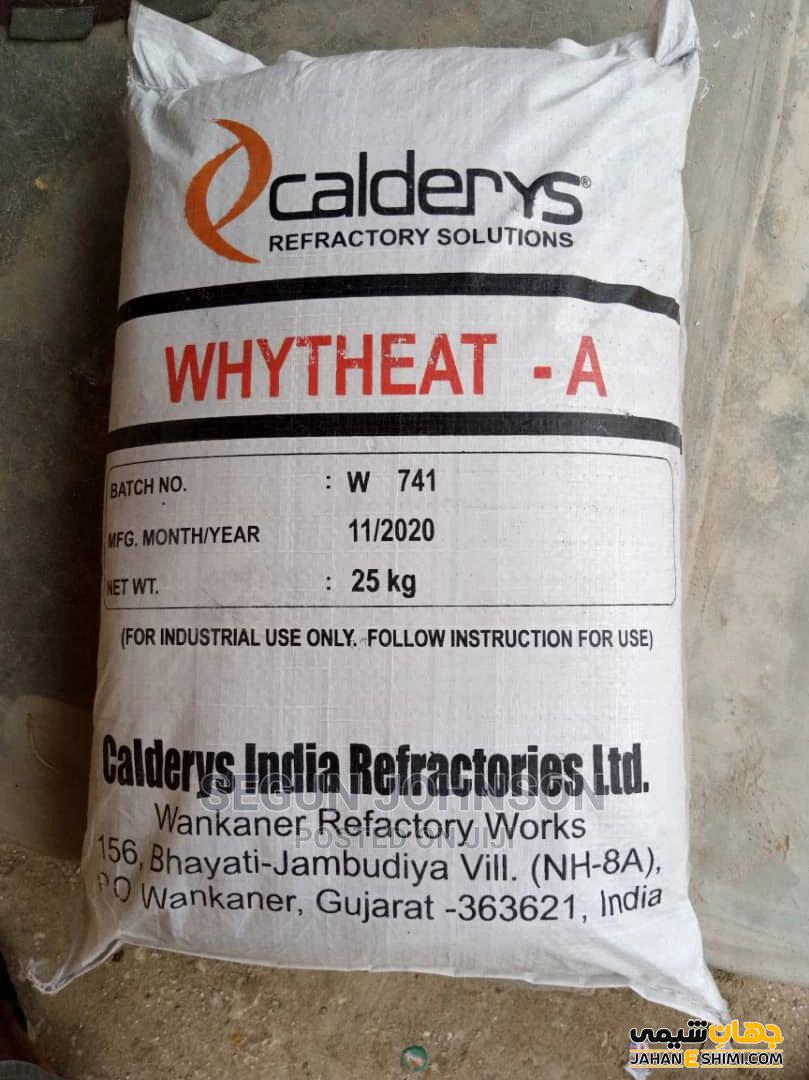 calderys®
REFRACTORY SOLUTIONS
WHYTHEAT - A
BATCH NO. : W 741
MFG. MONTH/YEAR 11/2020
NET WT. : 25 kg
(FOR INDUSTRIAL USE ONLY. FOLLOW INSTRUCTION FOR USE)
Calderys India Refractories Ltd.
SEGUN JOHNSON
Wankaner Refactory Works
POSTED ON JIJI
156, Bhayati-Jambudiya Vill. (NH-8A),
PO Wankaner, Gujarat -363621, India
جهان شیمی
JAHANESHIMI.COM